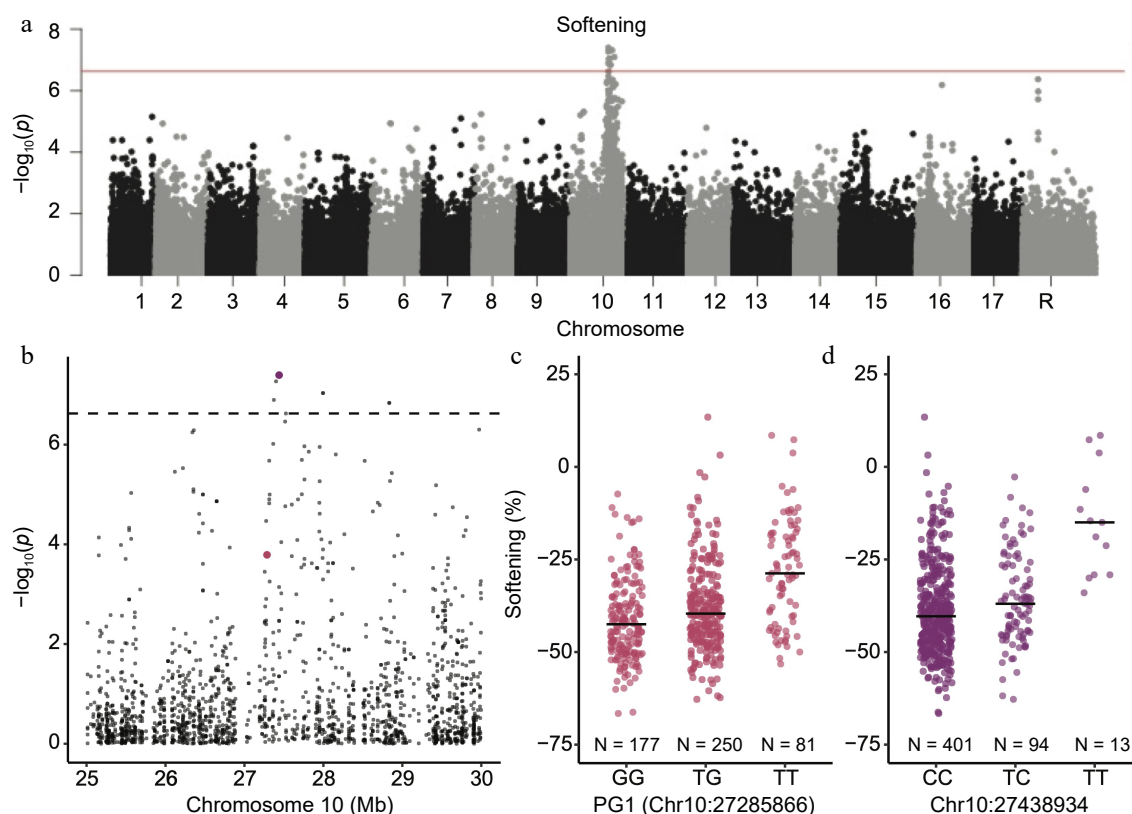 a
Softening
8
6
4
2
0
−log₁₀(p)
1 2 3 4 5 6 7 8 9 10 11 12 13 14 15 16 17 R
Chromosome
b
6
4
2
0
−log₁₀(p)
25 26 27 28 29 30
Chromosome 10 (Mb)
c
25
0
−25
−50
−75
Softening (%)
N = 177 N = 250 N = 81
GG TG TT
PG1 (Chr10:27285866)
d
25
0
−25
−50
−75
N = 401 N = 94 N = 13
CC TC TT
Chr10:27438934